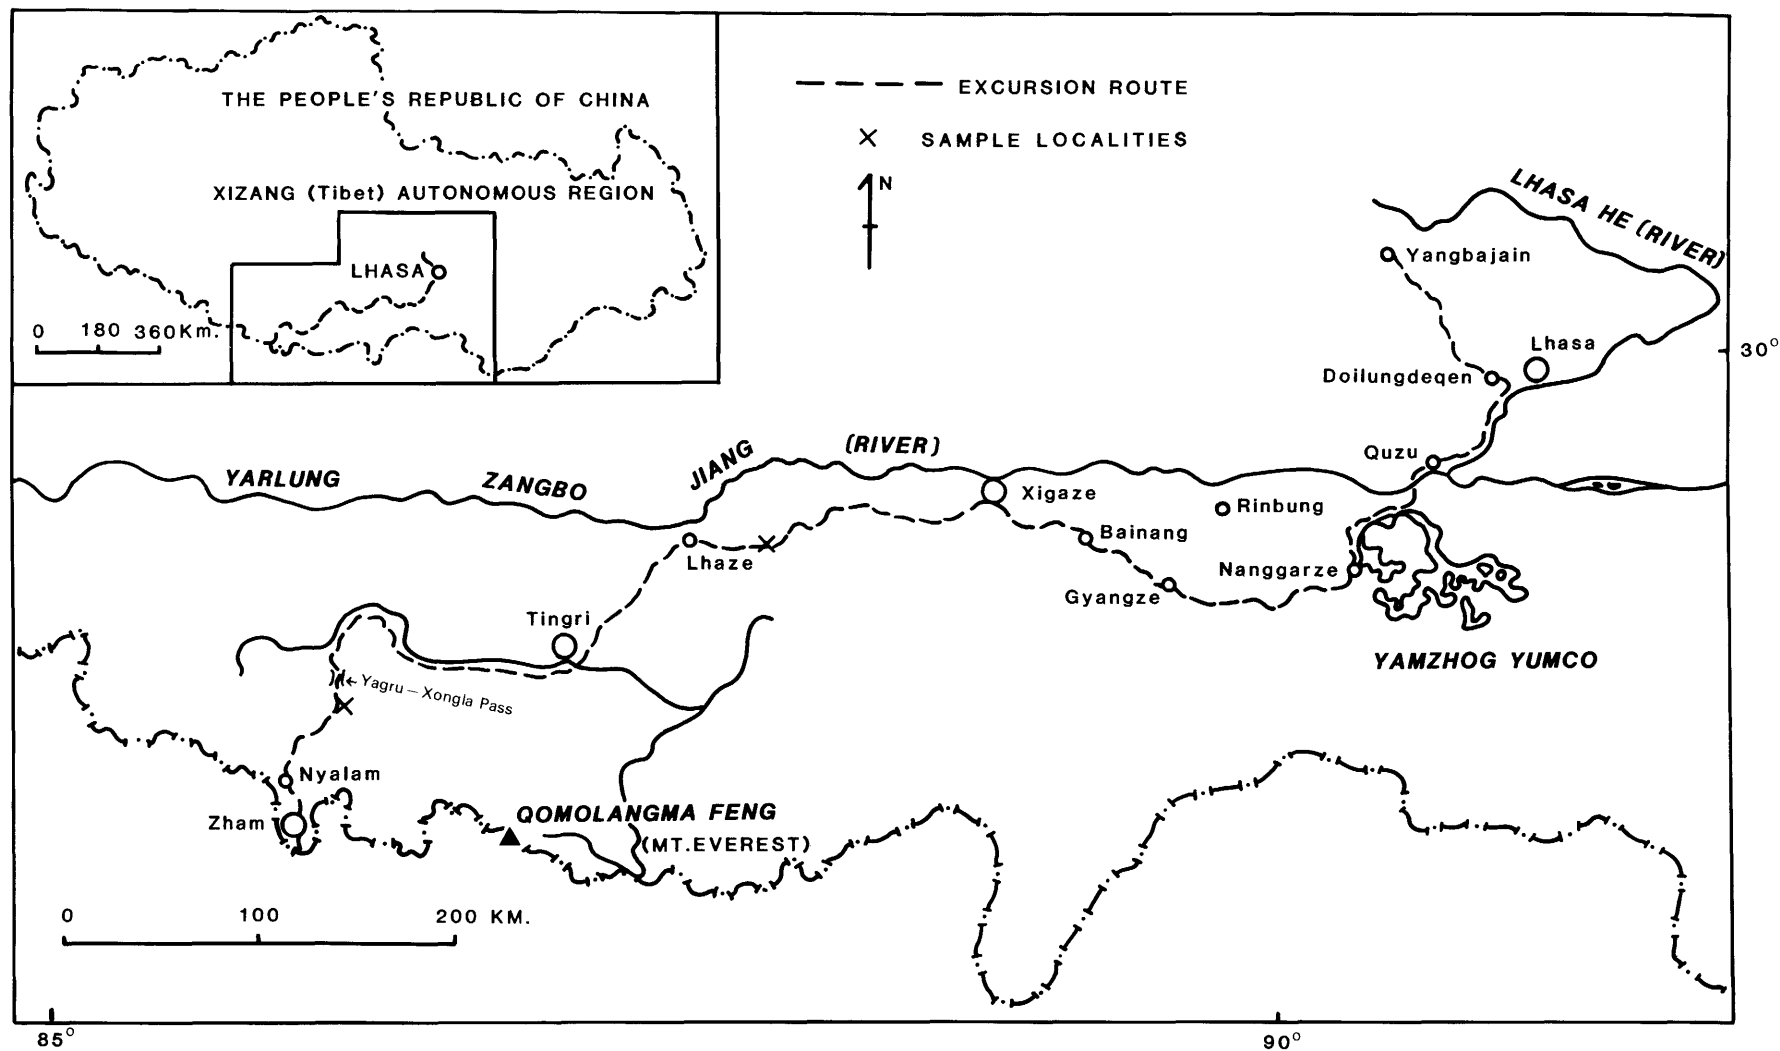 THE PEOPLE'S REPUBLIC OF CHINA
XIZANG (Tibet) AUTONOMOUS REGION
LHASA
0 180 360Km.
EXCURSION ROUTE
SAMPLE LOCALITIES
N
LHASA HE (RIVER)
Yangbajain
Lhasa
30°
Doilungdeqen
Quzu
YARLUNG ZANGBO JIANG (RIVER)
Xigaze
Rinbung
Bainang
Lhaze
Nanggarze
Gyangze
Tingri
YAMZHOG YUMCO
←Yagru–Xongla Pass
Nyalam
Zham
QOMOLANGMA FENG
(MT.EVEREST)
0 100 200 KM.
85° 90°